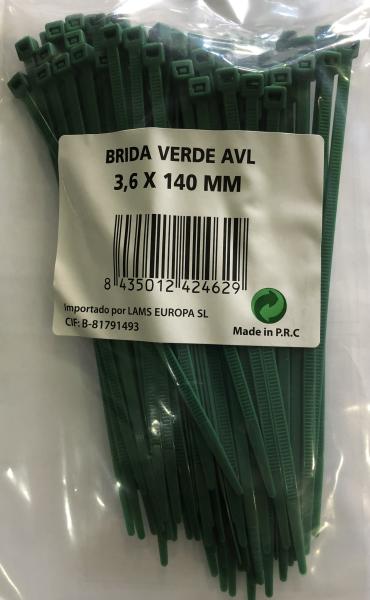 BRIDA VERDE AVL
3,6 X 140 MM
8 435012 424629
Importado por LAMS EUROPA SL
CIF: B-81791493
Made in P.R.C